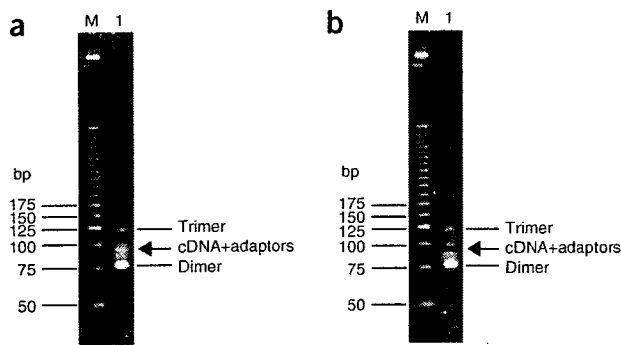 a
M 1
bp
175
150
125
100
75
50
Trimer
cDNA+adaptors
Dimer
b
M 1
bp
175
150
125
100
75
50
Trimer
cDNA+adaptors
Dimer